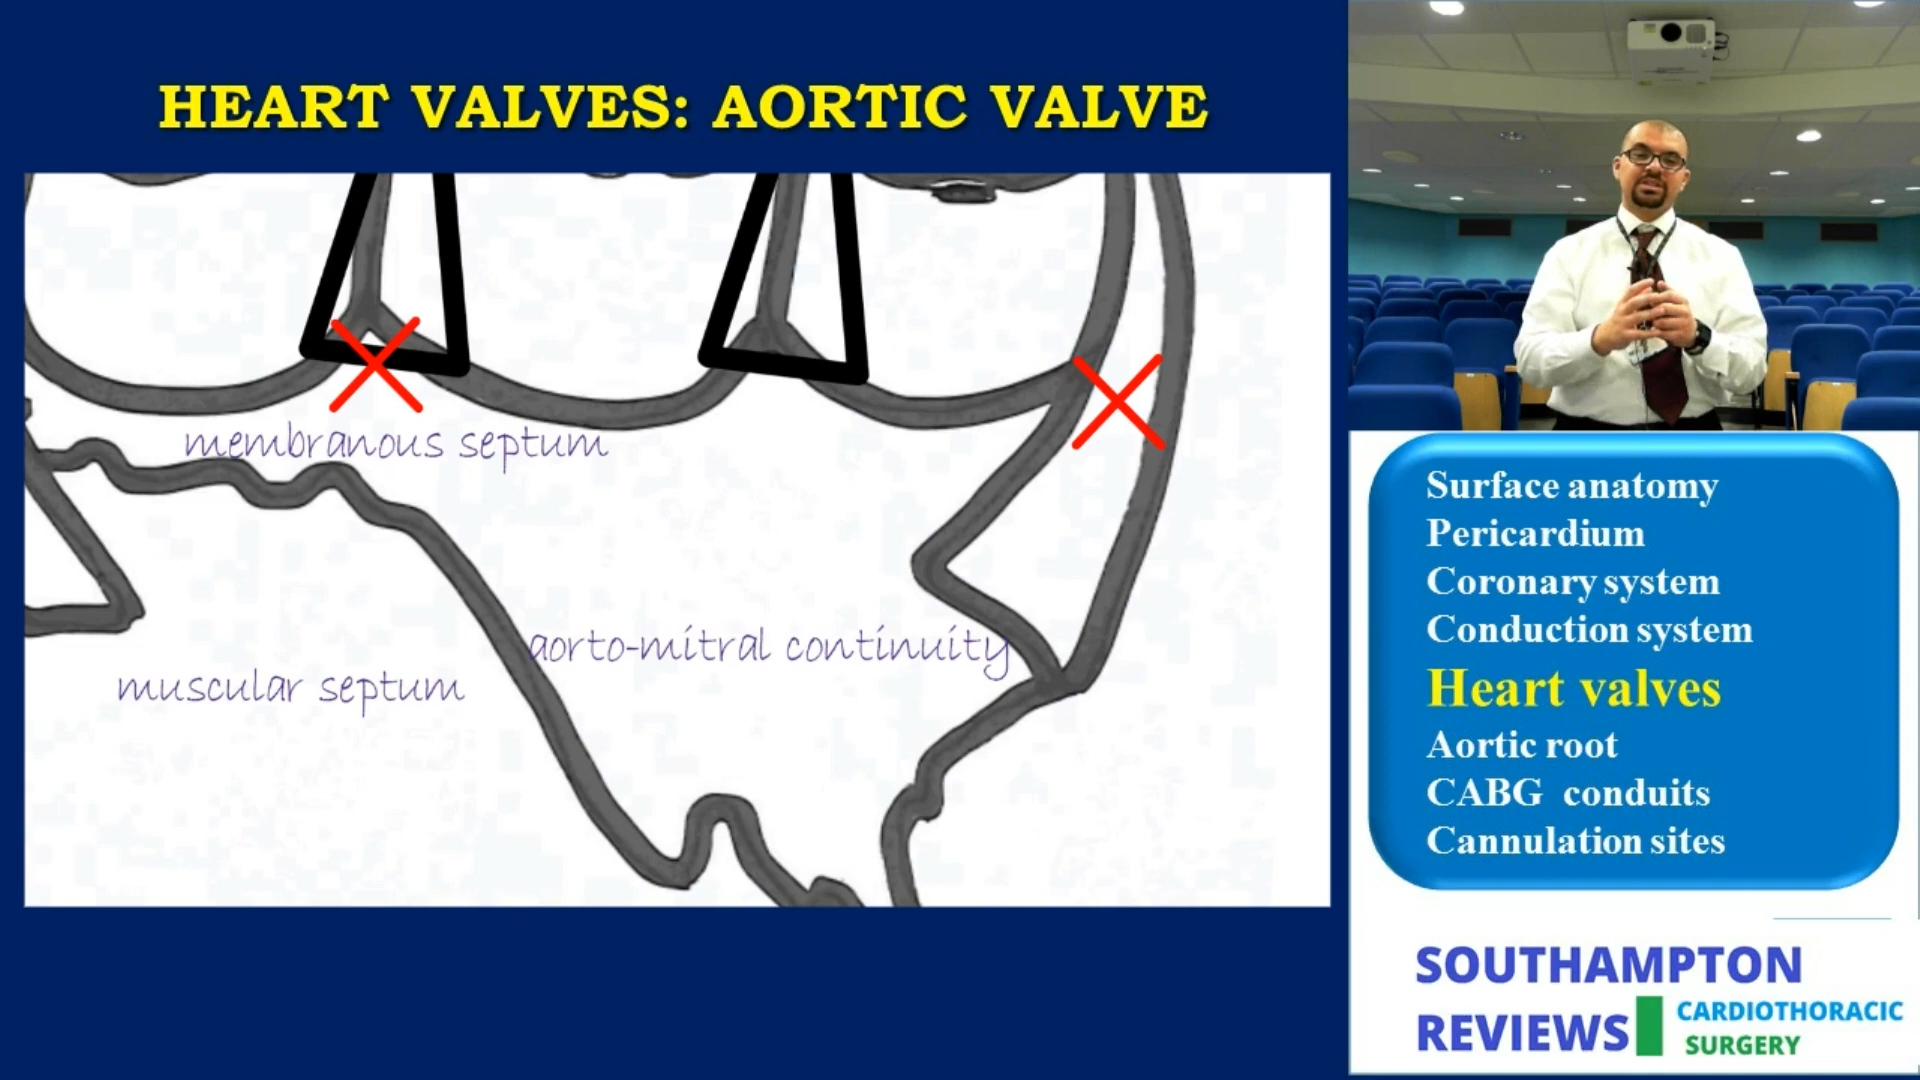 HEART VALVES: AORTIC VALVE
membranous septum
aorto-mitral continuity
muscular septum
Surface anatomy
Pericardium
Coronary system
Conduction system
Heart valves
Aortic root
CABG conduits
Cannulation sites
SOUTHAMPTON
REVIEWS CARDIOTHORACIC
SURGERY